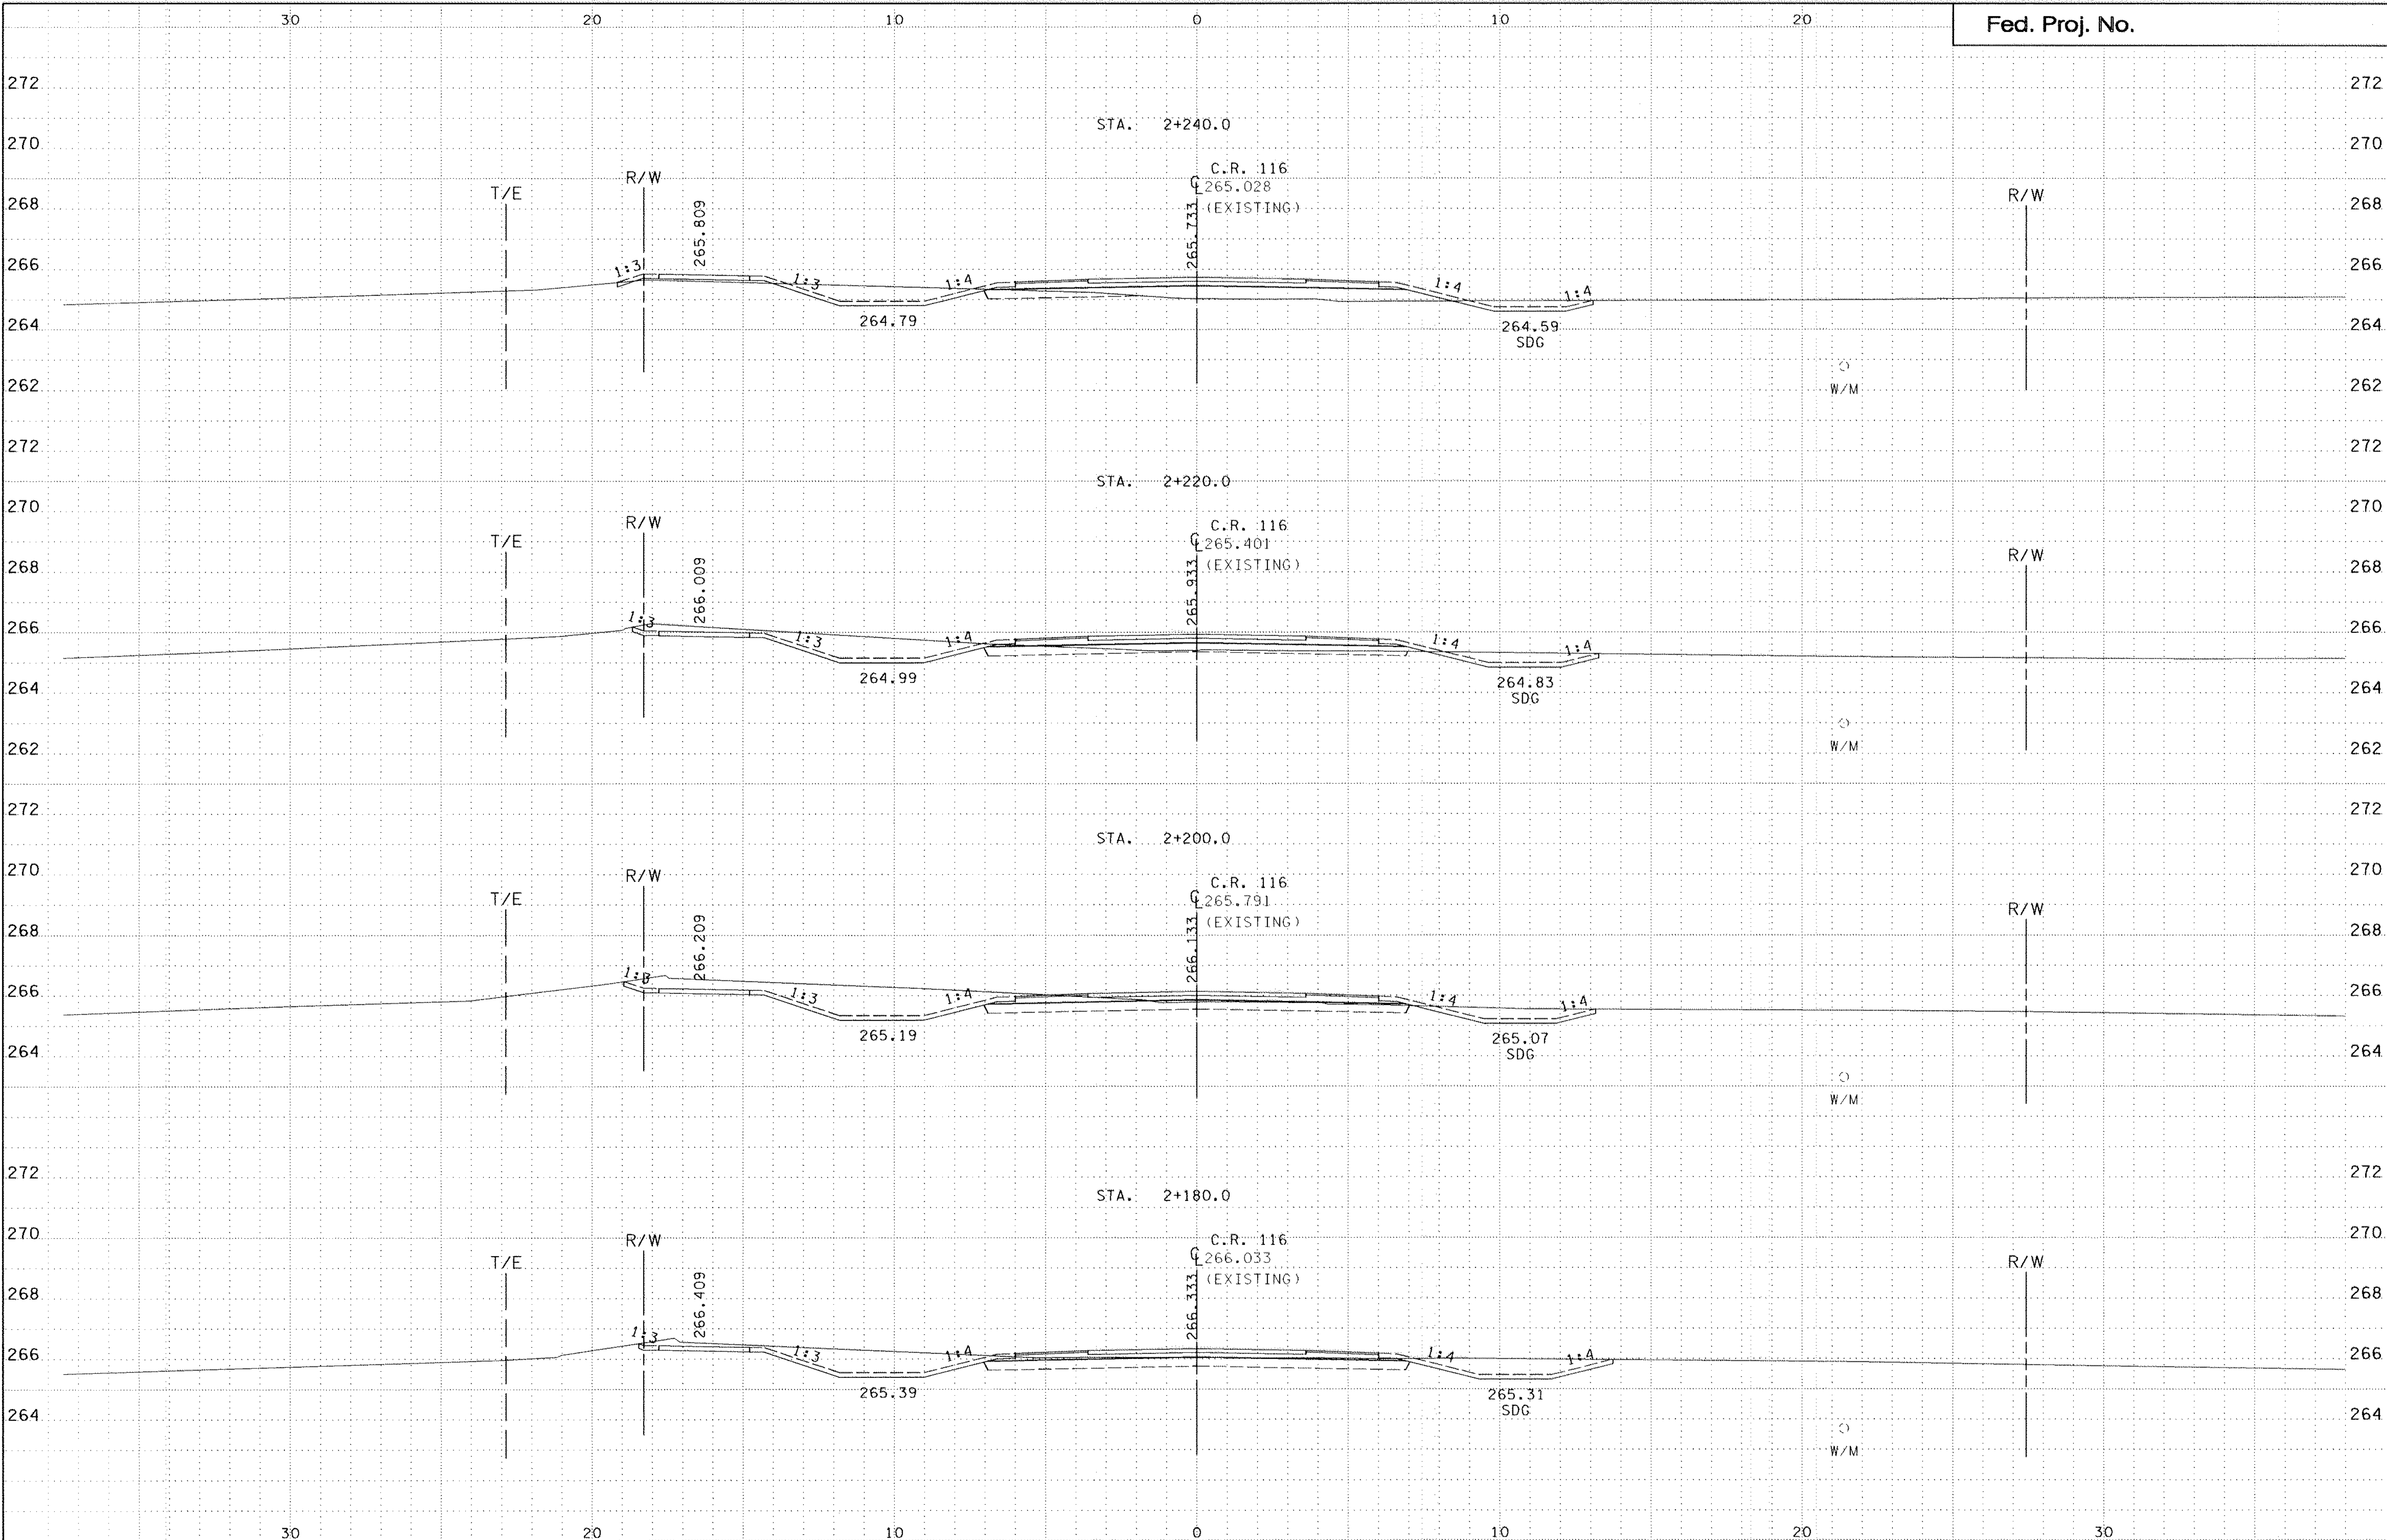 30 20 10 0 10 20
Fed. Proj. No.
272 272
STA. 2+240.0
270 270
C.R. 116
R/W
℄ 265.028
T/E R/W
268 265.809 265.733 (EXISTING) 268
266 1:3 1:3 1:4 1:4 1:4 266
264 264.79 264.59 264
SDG
262 W/M 262
272 272
STA. 2+220.0
270 270
R/W C.R. 116
T/E ℄ 265.401
R/W
268 266.009 265.933 (EXISTING) 268
266 1:3 1:3 1:4 1:4 1:4 266
264 264.99 264.83 264
SDG
262 W/M 262
272 272
STA. 2+200.0
270 270
R/W C.R. 116
T/E ℄ 265.791
R/W
268 266.209 266.133 (EXISTING) 268
266 1:3 1:3 1:4 1:4 1:4 266
265.19 265.07
264 SDG 264
W/M
272 272
STA. 2+180.0
270 270
R/W C.R. 116
T/E ℄ 266.033 R/W
268 266.409 266.333 (EXISTING) 268
266 1:3 1:3 1:4 1:4 1:4 266
265.39 265.31
264 SDG 264
W/M
30 20 10 0 10 20 30